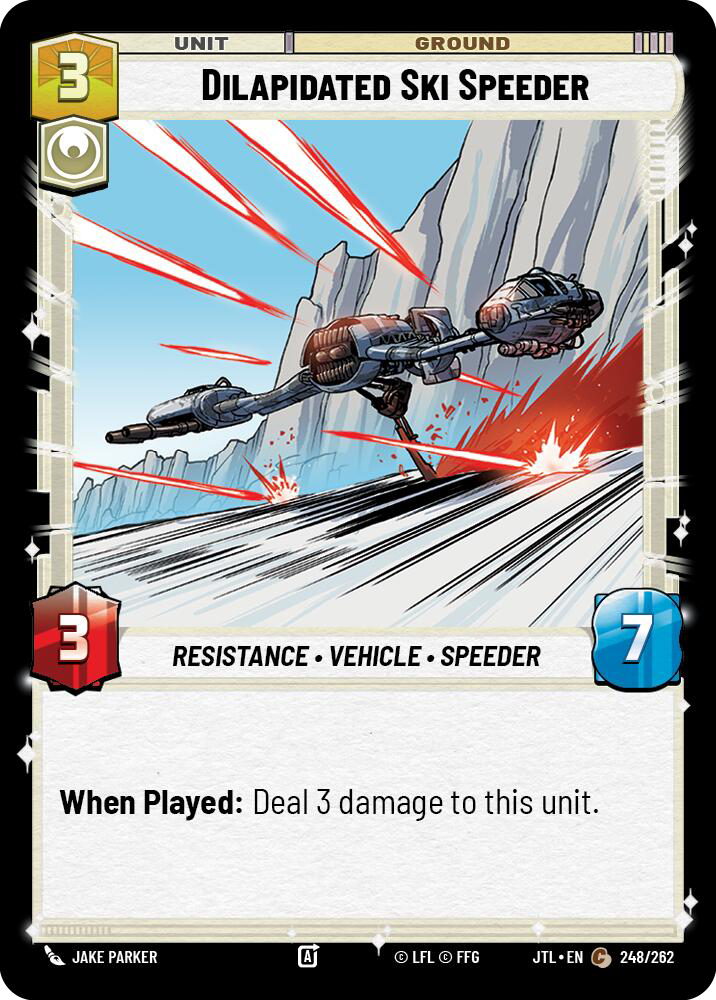 UNIT GROUND
3
DILAPIDATED SKI SPEEDER
3
RESISTANCE • VEHICLE • SPEEDER
7
When Played: Deal 3 damage to this unit.
JAKE PARKER A © LFL © FFG JTL • EN C 248/262